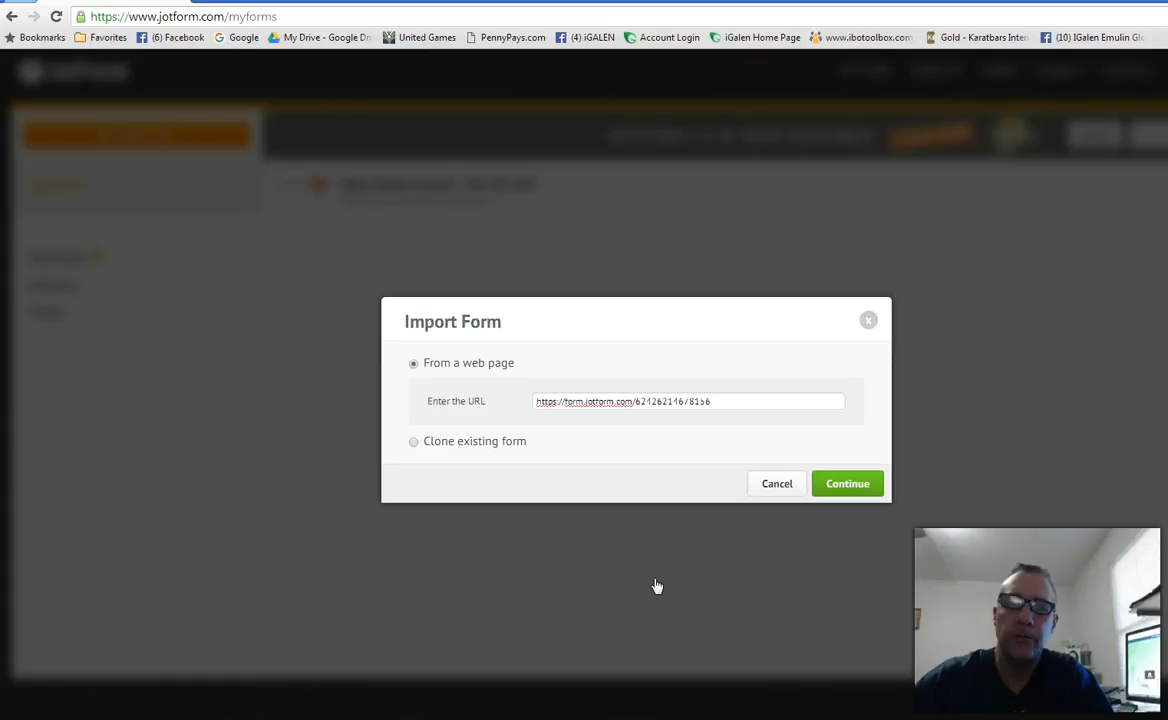 https://www.jotform.com/myforms
Bookmarks Favorites (6) Facebook Google My Drive - Google Dr United Games PennyPays.com (4) iGALEN Account Login iGalen Home Page www.ibotoolbox.com Gold - Karatbars Inter (10) IGalen Emulin Glo
Import Form
x
From a web page
Enter the URL https://form.jotform.com/62426214678156
Clone existing form
Cancel Continue